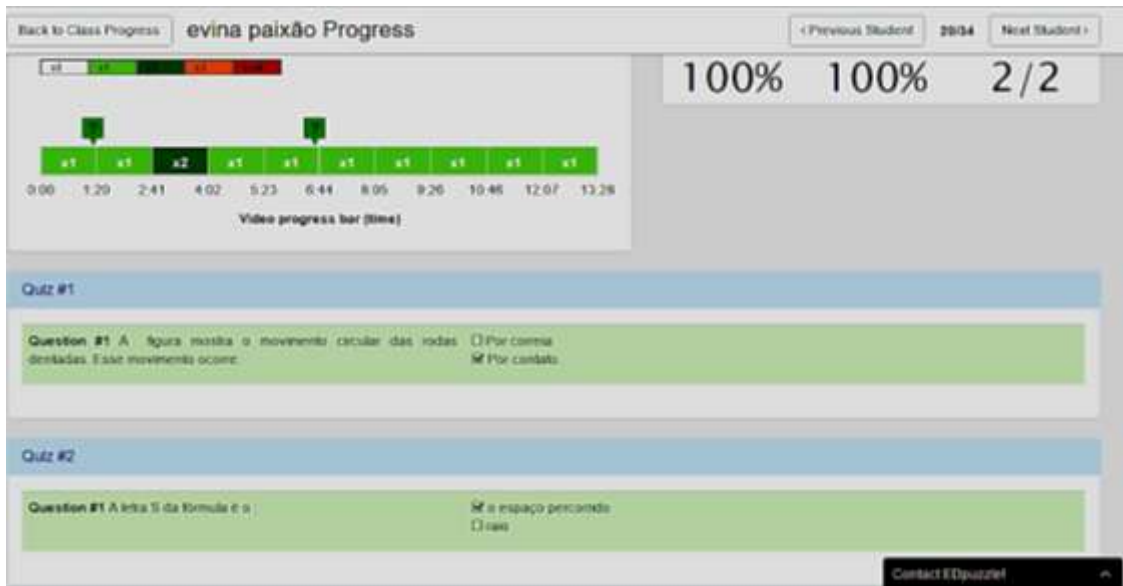 Back to Class Progress
evina paixão Progress
‹ Previous Student
20/34
Next Student ›
x1
100% 100% 2/2
? ?
x1 x1 x2 x1 x1 x1 x1 x1 x1 x1
0:00 1:20 2:41 4:02 5:23 6:44 8:05 9:26 10:46 12:07 13:28
Video progress bar (time)
Quiz #1
Question #1 A figura mostra o movimento circular das rodas
dentadas. Esse movimento ocorre:
Por correia
Por contato
Quiz #2
Question #1 A letra S da fórmula é o :
o espaço percorrido
raio
Contact EDpuzzle!